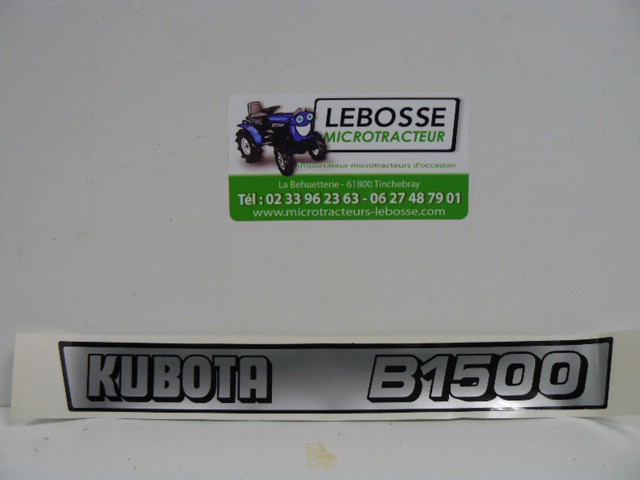 LEBOSSE
MICROTRACTEUR
Importateur microtracteurs d'occasion
La Behuetterie - 61800 Tinchebray
Tél : 02 33 96 23 63 - 06 27 48 79 01
www.microtracteurs-lebosse.com
KUBOTA B1500